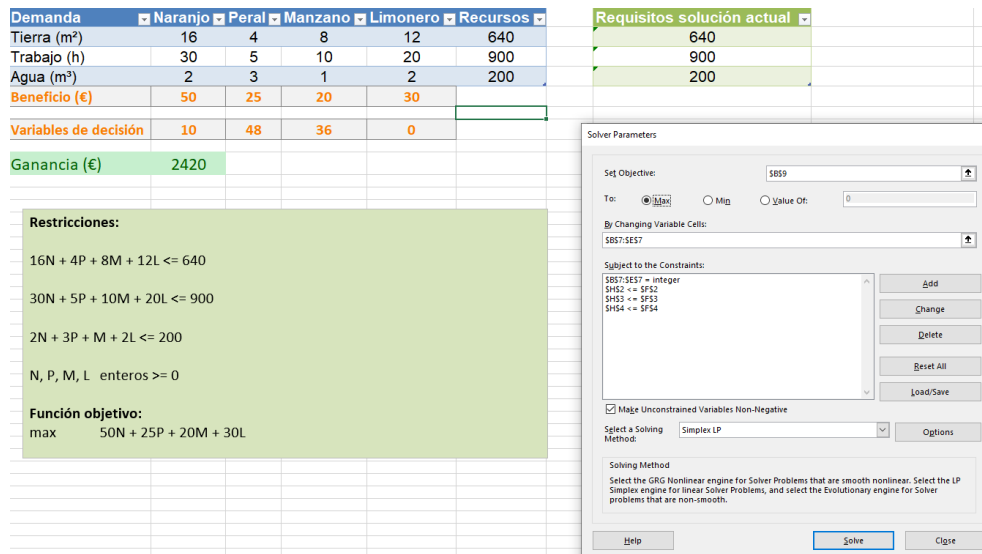 Demanda Naranjo Peral Manzano Limonero Recursos
Tierra (m²) 16 4 8 12 640
Trabajo (h) 30 5 10 20 900
Agua (m³) 2 3 1 2 200
Beneficio (€) 50 25 20 30
Variables de decisión 10 48 36 0
Ganancia (€) 2420
Requisitos solución actual
640
900
200
Restricciones:
16N + 4P + 8M + 12L <= 640
30N + 5P + 10M + 20L <= 900
2N + 3P + M + 2L <= 200
N, P, M, L enteros >= 0
Función objetivo:
max 50N + 25P + 20M + 30L
Solver Parameters
Set Objective: $B$9
To: Max Min Value Of: 0
By Changing Variable Cells:
$B$7:$E$7
Subject to the Constraints:
$B$7:$E$7 = integer
$H$2 <= $F$2
$H$3 <= $F$3
$H$4 <= $F$4
Add
Change
Delete
Reset All
Load/Save
Make Unconstrained Variables Non-Negative
Select a Solving
Method:
Simplex LP
Options
Solving Method
Select the GRG Nonlinear engine for Solver Problems that are smooth nonlinear. Select the LP
Simplex engine for linear Solver Problems, and select the Evolutionary engine for Solver
problems that are non-smooth.
Help Solve Close